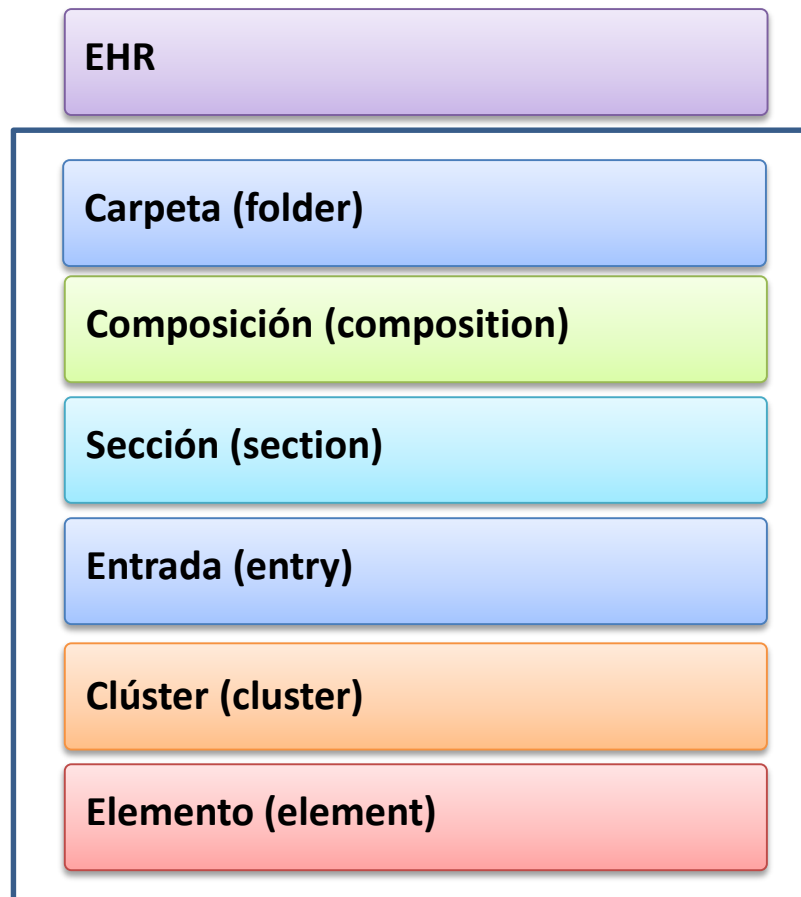 EHR
Carpeta (folder)
Composición (composition)
Sección (section)
Entrada (entry)
Clúster (cluster)
Elemento (element)